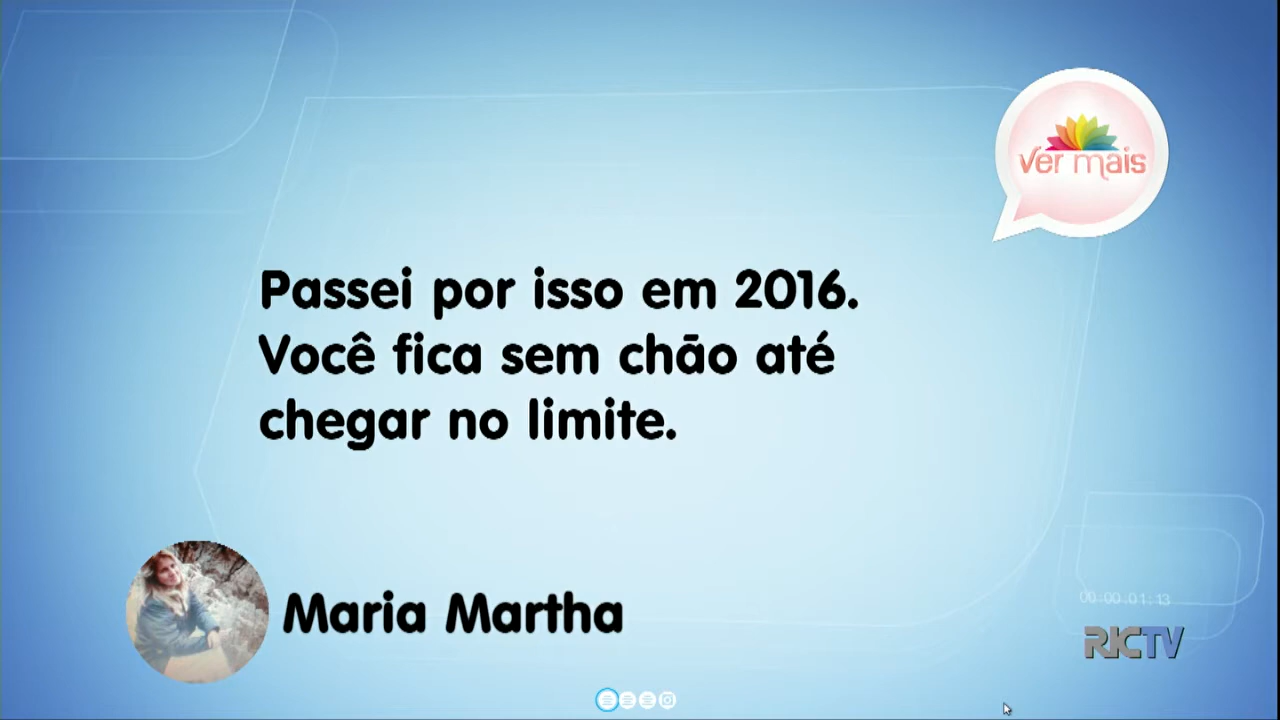 ver mais
Passei por isso em 2016.
Você fica sem chão até
chegar no limite.
Maria Martha
00:00:01;13
RICTV